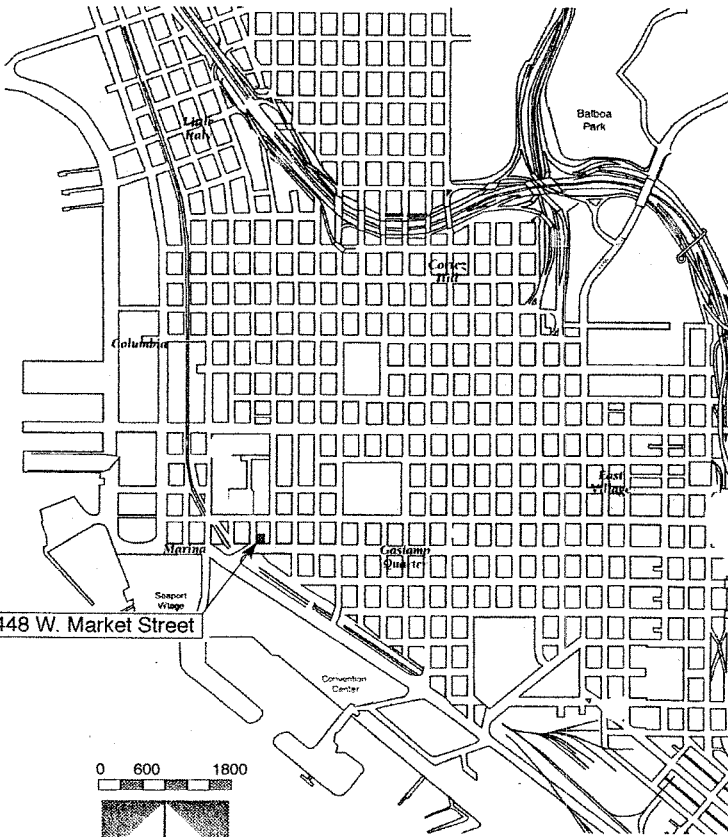 Balboa
Park
Little
Italy
Cortez
Hill
Columbia
East
Village
Marina
Gaslamp
Quarter
Seaport
Village
448 W. Market Street
Convention
Center
0 600 1800